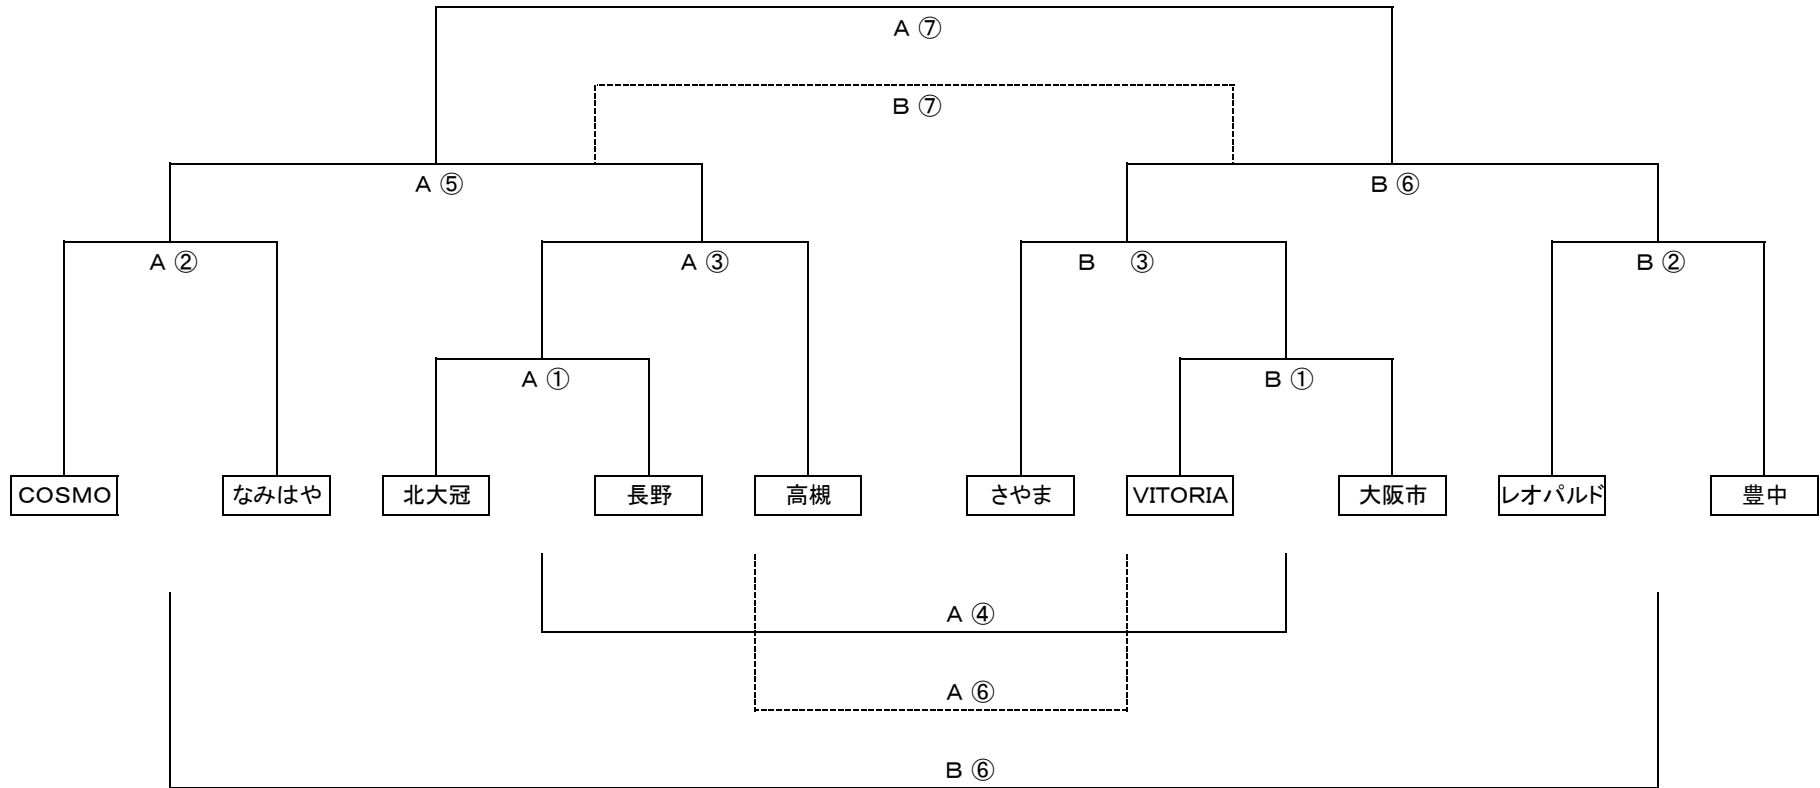 A ⑦
B ⑦
A ⑤ B ⑥
A ② A ③ B ③ B ②
A ① B ①
COSMO なみはや 北大冠 長野 高槻 さやま VITORIA 大阪市 レオパルド 豊中
A ④
A ⑥
B ⑥